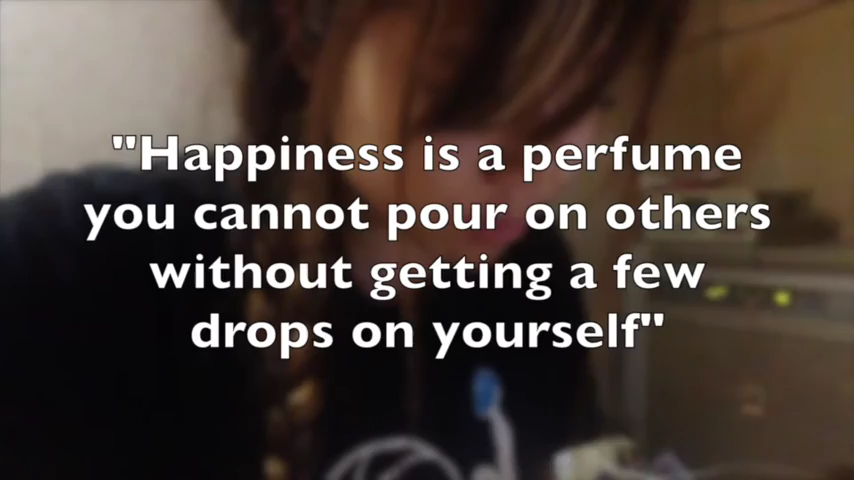 "Happiness is a perfume
you cannot pour on others
without getting a few
drops on yourself"